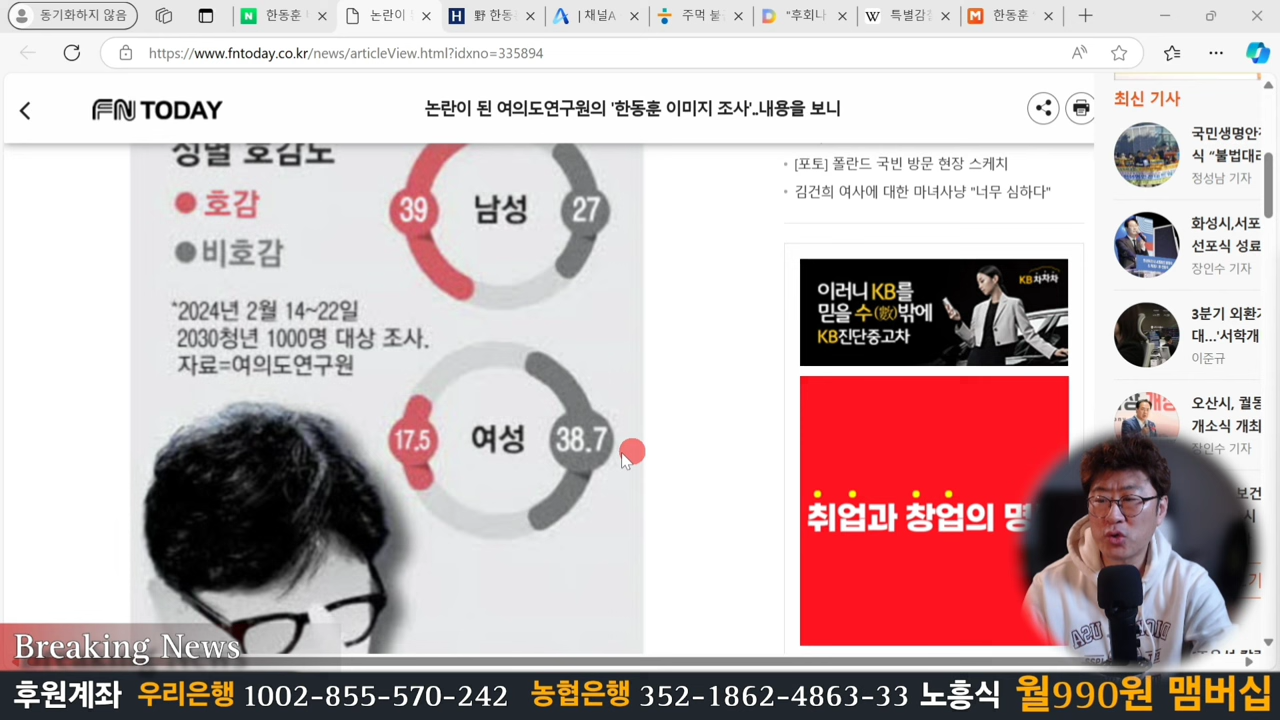 동기화하지 않음
한동훈
논란이
野 한동
| 채널A
주먹 불
"후회니
특별감
한동훈
https://www.fntoday.co.kr/news/articleView.html?idxno=335894
FN TODAY
논란이 된 여의도연구원의 '한동훈 이미지 조사'..내용을 보니
성별 호감도
호감
비호감
39
남성
27
*2024년 2월 14~22일
2030청년 1000명 대상 조사.
자료=여의도연구원
17.5
여성
38.7
[포토] 폴란드 국빈 방문 현장 스케치
김건희 여사에 대한 마녀사냥 "너무 심하다"
KB차차차
이러니 KB를
믿을 수(數)밖에
KB진단중고차
취업과 창업의 명
최신 기사
국민생명안전
식 "불법대
정성남 기자
화성시,서포
선포식 성료
장인수 기자
3분기 외환
대...'서학개
이준규
오산시, 궐동
개소식 개최
장인수 기자
보건
시
Breaking News
후원계좌 우리은행 1002-855-570-242 농협은행 352-1862-4863-33 노흥식 월990원 맴버십